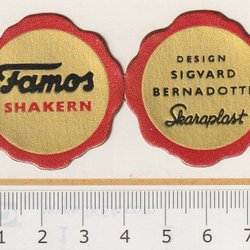 Famos
SHAKERN
DESIGN
SIGVARD
BERNADOTTE
Skaraplast
1 2 3 4 5 6 7